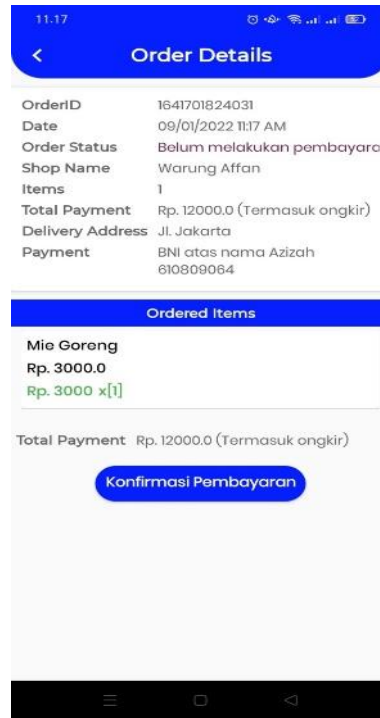 11.17
Order Details
OrderID 1641701824031
Date 09/01/2022 11:17 AM
Order Status Belum melakukan pembayara
Shop Name Warung Affan
Items 1
Total Payment Rp. 12000.0 (Termasuk ongkir)
Delivery Address Jl. Jakarta
Payment BNI atas nama Azizah
610809064
Ordered Items
Mie Goreng
Rp. 3000.0
Rp. 3000 x[1]
Total Payment Rp. 12000.0 (Termasuk ongkir)
Konfirmasi Pembayaran